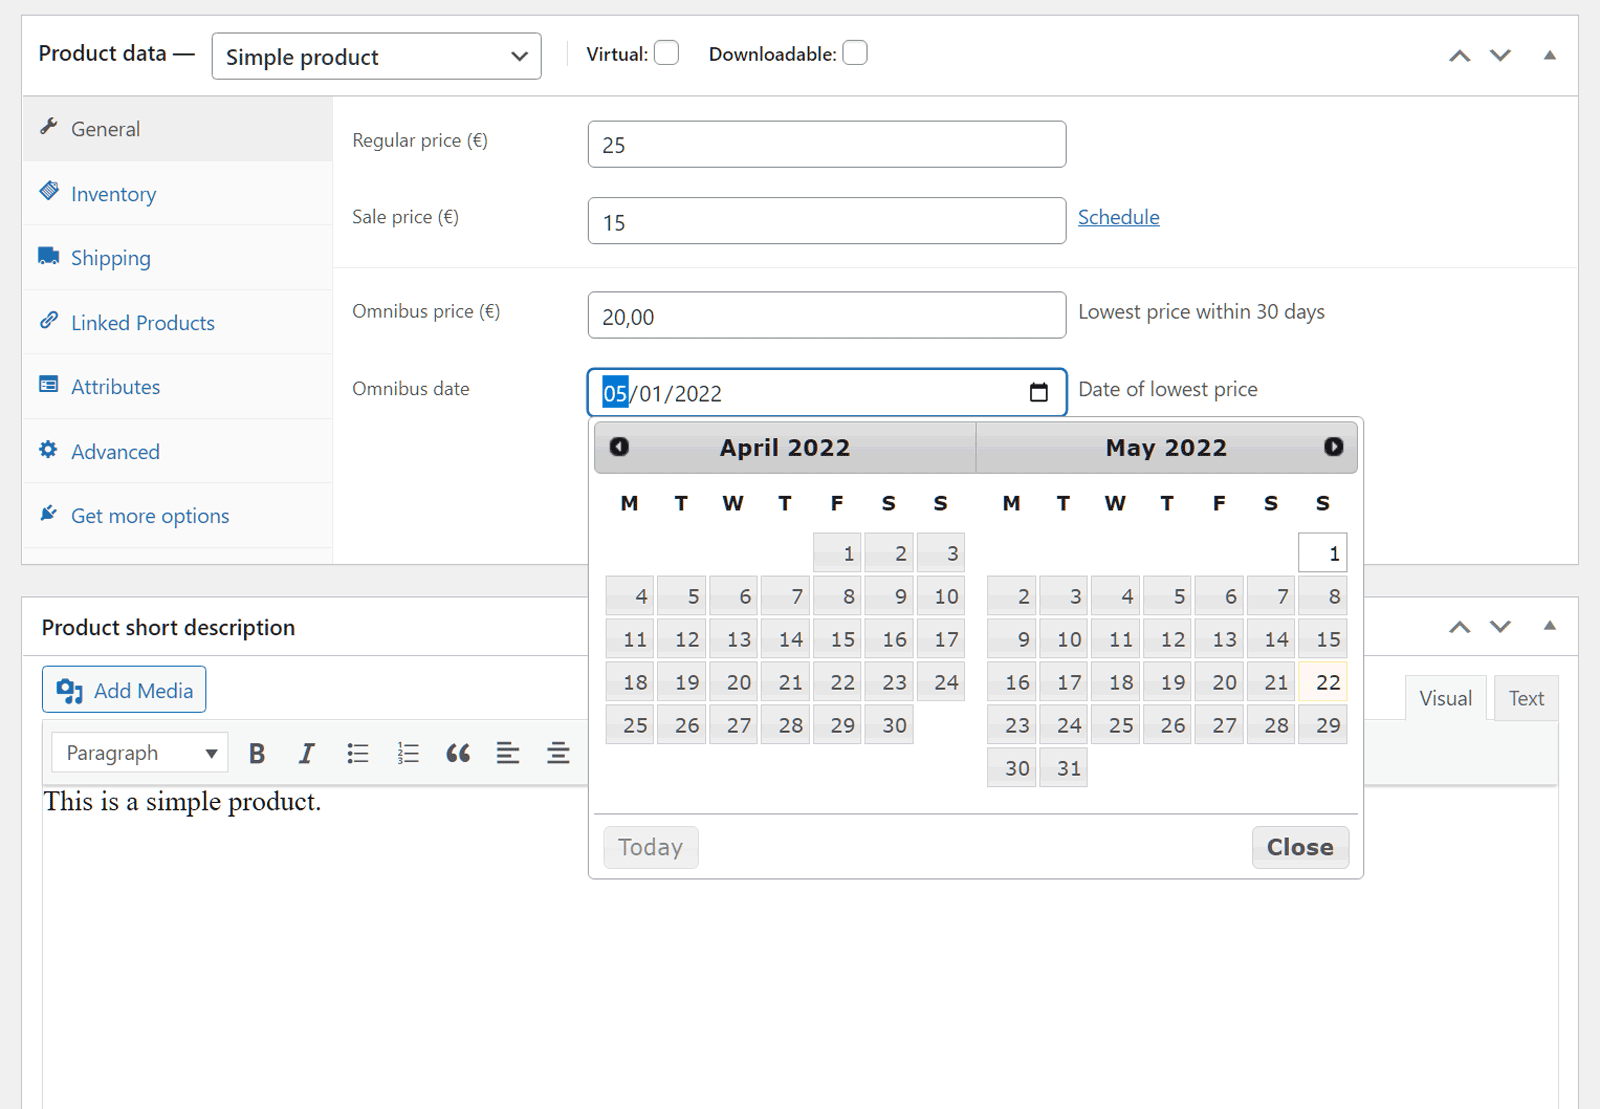 Product data — Simple product Virtual: Downloadable:
General
Inventory
Shipping
Linked Products
Attributes
Advanced
Get more options
Regular price (€) 25
Sale price (€) 15 Schedule
Omnibus price (€) 20,00 Lowest price within 30 days
Omnibus date 05/01/2022 Date of lowest price
April 2022
M T W T F S S
1 2 3
4 5 6 7 8 9 10
11 12 13 14 15 16 17
18 19 20 21 22 23 24
25 26 27 28 29 30
May 2022
M T W T F S S
1
2 3 4 5 6 7 8
9 10 11 12 13 14 15
16 17 18 19 20 21 22
23 24 25 26 27 28 29
30 31
Today Close
Product short description
Add Media
Visual Text
Paragraph B I
This is a simple product.